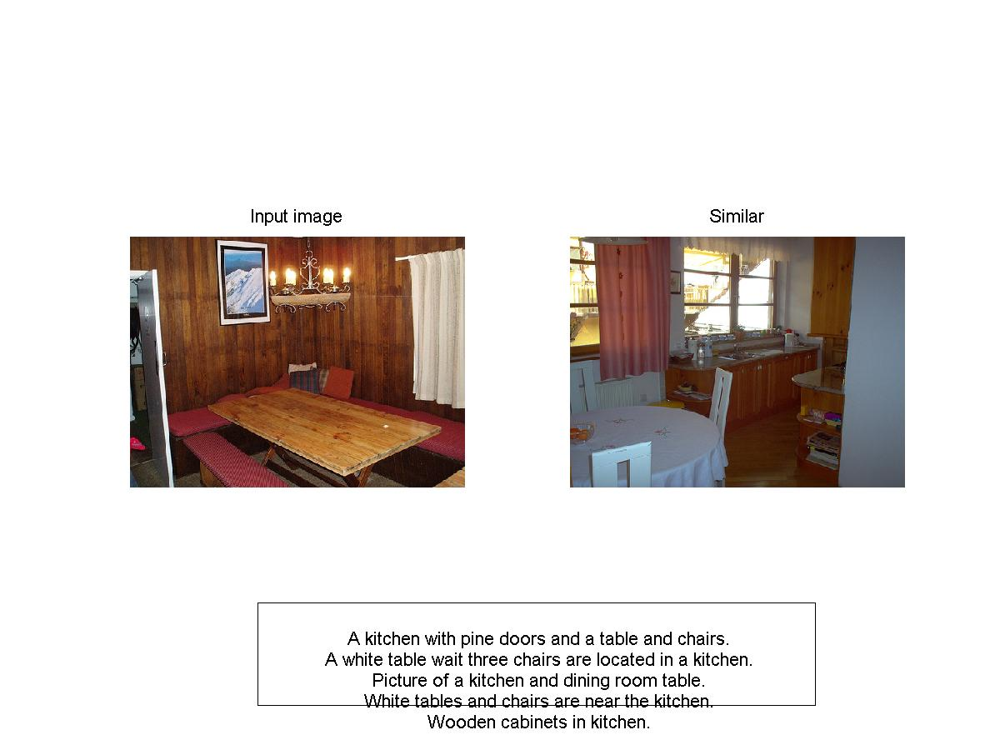 Input image
Similar
A kitchen with pine doors and a table and chairs.
A white table wait three chairs are located in a kitchen.
Picture of a kitchen and dining room table.
White tables and chairs are near the kitchen.
Wooden cabinets in kitchen.